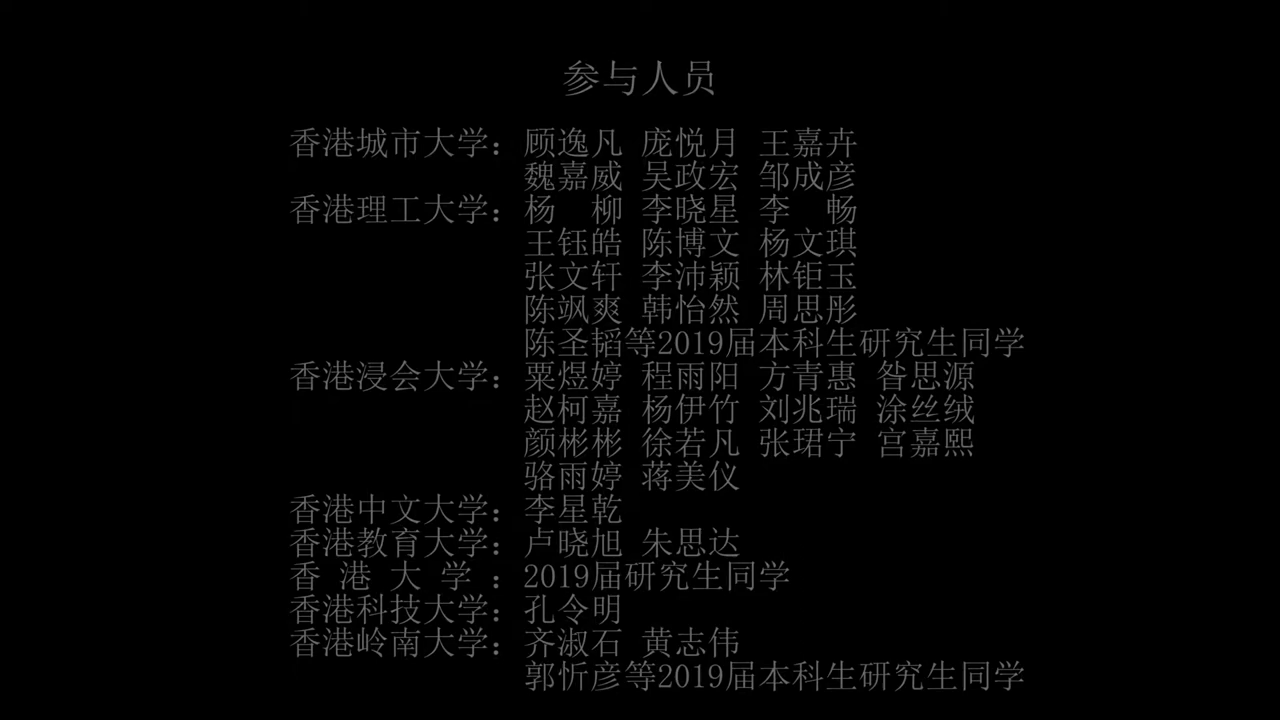 参与人员
香港城市大学：顾逸凡 庞悦月 王嘉卉
魏嘉威 吴政宏 邹成彦
香港理工大学：杨　柳 李晓星 李　畅
王钰皓 陈博文 杨文琪
张文轩 李沛颖 林钜玉
陈飒爽 韩怡然 周思彤
陈圣韬等2019届本科生研究生同学
香港浸会大学：粟煜婷 程雨阳 方青惠 昝思源
赵柯嘉 杨伊竹 刘兆瑞 涂丝绒
颜彬彬 徐若凡 张珺宁 宫嘉熙
骆雨婷 蒋美仪
香港中文大学：李星乾
香港教育大学：卢晓旭 朱思达
香 港 大 学 ：2019届研究生同学
香港科技大学：孔令明
香港岭南大学：齐淑石 黄志伟
郭忻彦等2019届本科生研究生同学